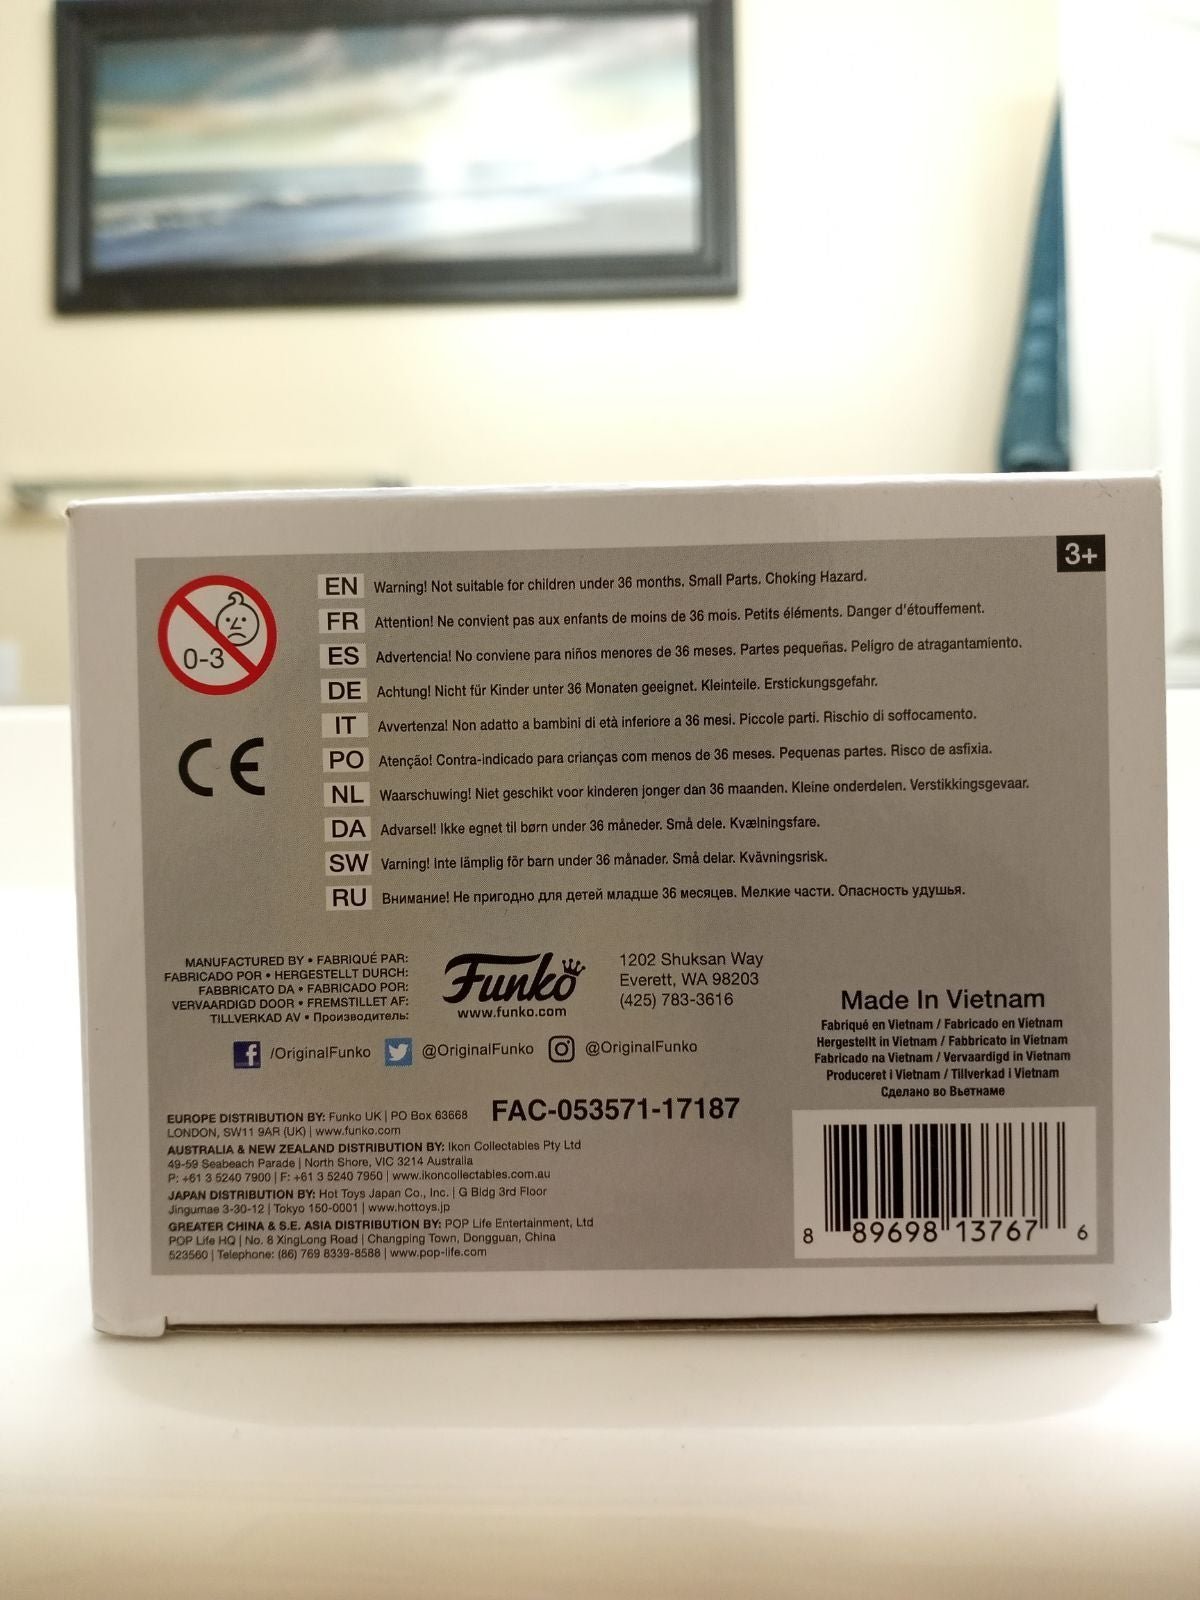 3+
0-3
EN Warning! Not suitable for children under 36 months. Small Parts. Choking Hazard.
FR Attention! Ne convient pas aux enfants de moins de 36 mois. Petits éléments. Danger d'étouffement.
ES Advertencia! No conviene para niños menores de 36 meses. Partes pequeñas. Peligro de atragantamiento.
DE Achtung! Nicht für Kinder unter 36 Monaten geeignet. Kleinteile. Erstickungsgefahr.
IT Avvertenza! Non adatto a bambini di età inferiore a 36 mesi. Piccole parti. Rischio di soffocamento.
PO Atenção! Contra-indicado para crianças com menos de 36 meses. Pequenas partes. Risco de asfixia.
NL Waarschuwing! Niet geschikt voor kinderen jonger dan 36 maanden. Kleine onderdelen. Verstikkingsgevaar.
DA Advarsel! Ikke egnet til børn under 36 måneder. Små dele. Kvælningsfare.
SW Varning! Inte lämplig för barn under 36 månader. Små delar. Kvävningsrisk.
RU Внимание! Не пригодно для детей младше 36 месяцев. Мелкие части. Опасность удушья.
CE
MANUFACTURED BY • FABRIQUÉ PAR:
FABRICADO POR • HERGESTELLT DURCH:
FABBRICATO DA • FABRICADO POR:
VERVAARDIGD DOOR • FREMSTILLET AF:
TILLVERKAD AV • Производитель:
Funko
www.funko.com
1202 Shuksan Way
Everett, WA 98203
(425) 783-3616
/OriginalFunko @OriginalFunko @OriginalFunko
Made In Vietnam
Fabriqué en Vietnam / Fabricado en Vietnam
Hergestellt in Vietnam / Fabbricato in Vietnam
Fabricado na Vietnam / Vervaardigd in Vietnam
Produceret i Vietnam / Tillverkad i Vietnam
Сделано во Вьетнаме
FAC-053571-17187
EUROPE DISTRIBUTION BY: Funko UK | PO Box 63668
LONDON, SW11 9AR (UK) | www.funko.com
AUSTRALIA & NEW ZEALAND DISTRIBUTION BY: Ikon Collectables Pty Ltd
49-59 Seabeach Parade | North Shore, VIC 3214 Australia
P: +61 3 5240 7900 | F: +61 3 5240 7950 | www.ikoncollectables.com.au
JAPAN DISTRIBUTION BY: Hot Toys Japan Co., Inc. | G Bldg 3rd Floor
Jingumae 3-30-12 | Tokyo 150-0001 | www.hottoys.jp
GREATER CHINA & S.E. ASIA DISTRIBUTION BY: POP Life Entertainment, Ltd
POP Life HQ | No. 8 XingLong Road | Changping Town, Dongguan, China
523560 | Telephone: (86) 769 8339-8588 | www.pop-life.com
8 89698 13767 6